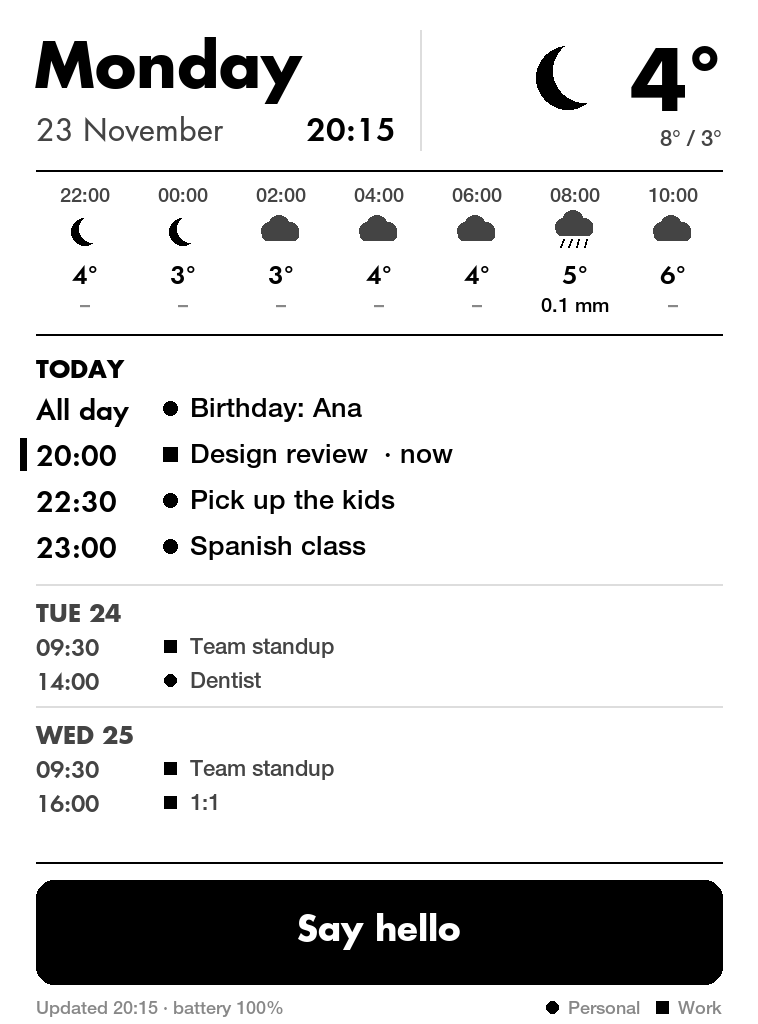 Monday
23 November 20:15
4°
8° / 3°
22:00 00:00 02:00 04:00 06:00 08:00 10:00
4° 3° 3° 4° 4° 5° 6°
– – – – – 0.1 mm –
TODAY
All day Birthday: Ana
20:00 Design review · now
22:30 Pick up the kids
23:00 Spanish class
TUE 24
09:30 Team standup
14:00 Dentist
WED 25
09:30 Team standup
16:00 1:1
Say hello
Updated 20:15 · battery 100% Personal Work